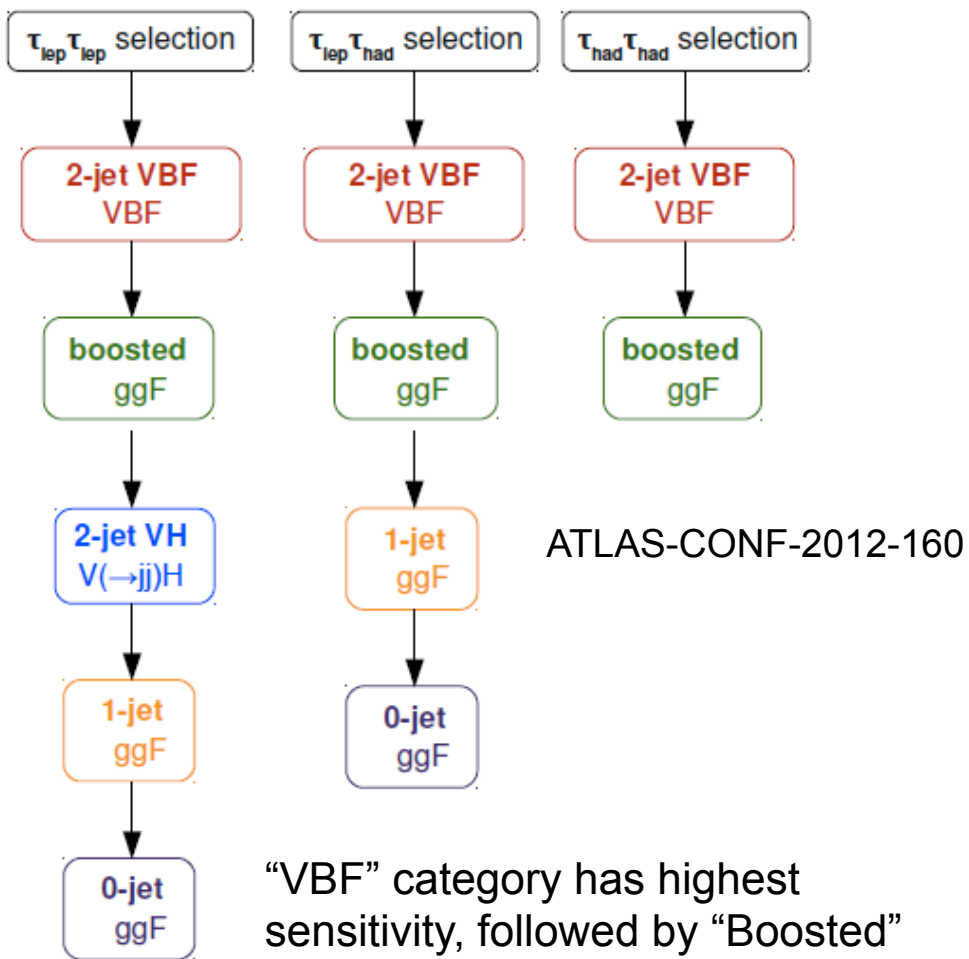 τlepτlep selection
τlepτhad selection
τhadτhad selection
2-jet VBF
VBF
2-jet VBF
VBF
2-jet VBF
VBF
boosted
ggF
boosted
ggF
boosted
ggF
2-jet VH
V(→jj)H
1-jet
ggF
ATLAS-CONF-2012-160
1-jet
ggF
0-jet
ggF
0-jet
ggF
“VBF” category has highest
sensitivity, followed by “Boosted”